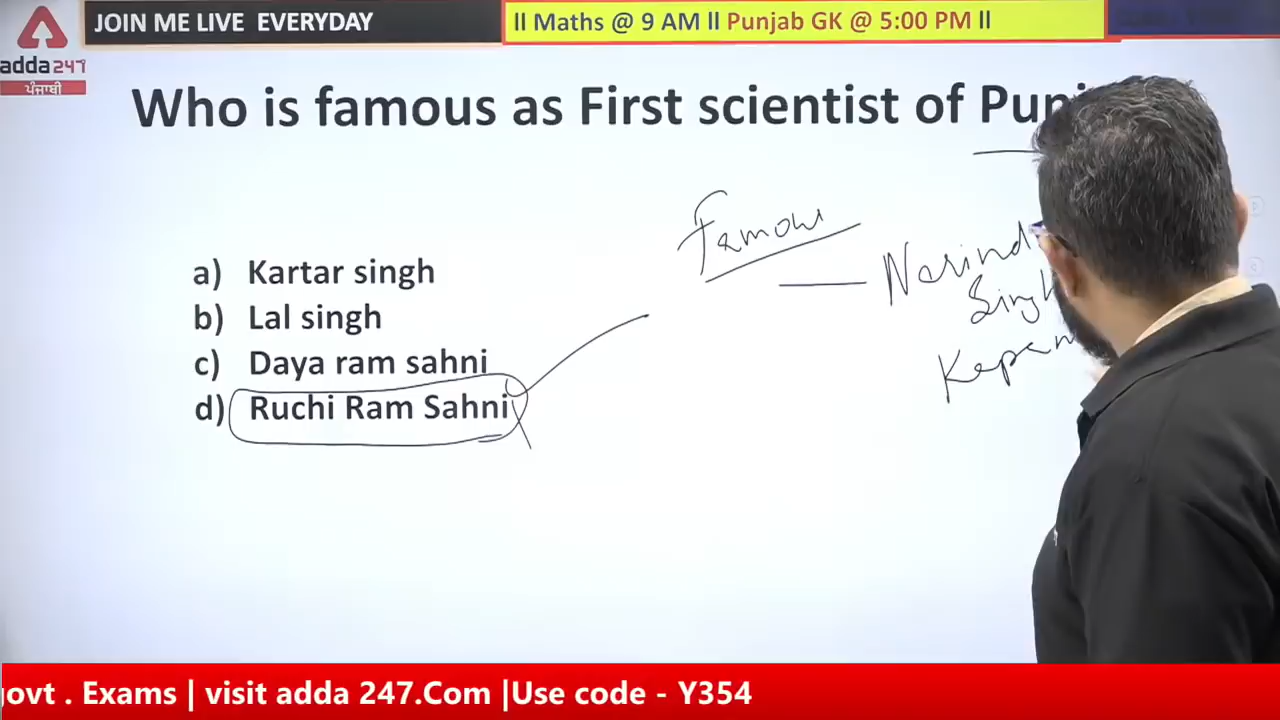 JOIN ME LIVE EVERYDAY
ll Maths @ 9 AM ll Punjab GK @ 5:00 PM ll
adda247
ਪੰਜਾਬੀ
Who is famous as First scientist of Punj
Famous
Narind
Singh
Kapan
a) Kartar singh
b) Lal singh
c) Daya ram sahni
d) Ruchi Ram Sahni
govt . Exams | visit adda 247.Com |Use code - Y354